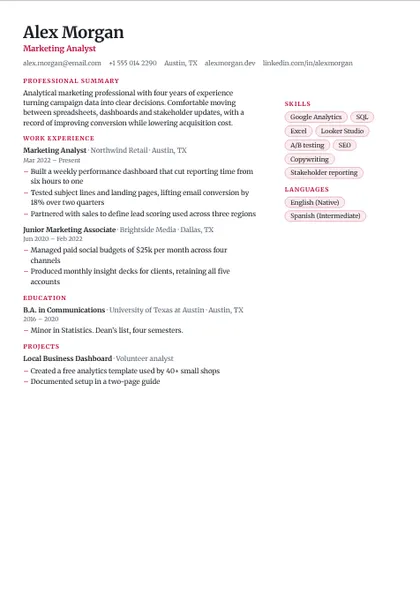 Alex Morgan
Marketing Analyst
alex.morgan@email.com +1 555 014 2290 Austin, TX alexmorgan.dev linkedin.com/in/alexmorgan
PROFESSIONAL SUMMARY
Analytical marketing professional with four years of experience
turning campaign data into clear decisions. Comfortable moving
between spreadsheets, dashboards and stakeholder updates, with a
record of improving conversion while lowering acquisition cost.
WORK EXPERIENCE
Marketing Analyst · Northwind Retail · Austin, TX
Mar 2022 – Present
– Built a weekly performance dashboard that cut reporting time from
six hours to one
– Tested subject lines and landing pages, lifting email conversion by
18% over two quarters
– Partnered with sales to define lead scoring used across three regions
Junior Marketing Associate · Brightside Media · Dallas, TX
Jun 2020 – Feb 2022
– Managed paid social budgets of $25k per month across four
channels
– Produced monthly insight decks for clients, retaining all five
accounts
EDUCATION
B.A. in Communications · University of Texas at Austin · Austin, TX
2016 – 2020
– Minor in Statistics. Dean's list, four semesters.
PROJECTS
Local Business Dashboard · Volunteer analyst
– Created a free analytics template used by 40+ small shops
– Documented setup in a two-page guide
SKILLS
Google Analytics SQL
Excel Looker Studio
A/B testing SEO
Copywriting
Stakeholder reporting
LANGUAGES
English (Native)
Spanish (Intermediate)